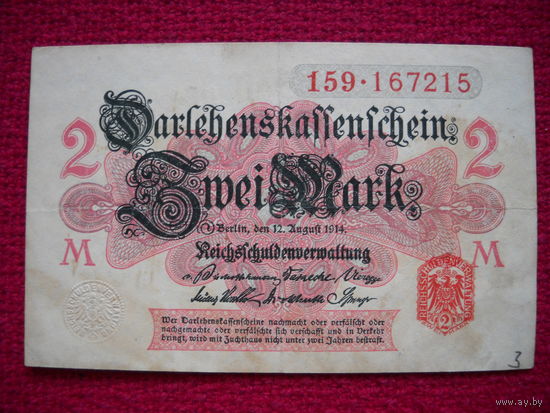 159·167215
Darlehenskassenschein
2 Zwei Mark 2
Berlin, den 12. August 1914.
M Reichsschuldenverwaltung M
Wer Darlehenskassenscheine nachmacht oder verfälscht oder
nachgemachte oder verfälschte sich verschafft und in Verkehr
bringt, wird mit Zuchthaus nicht unter zwei Jahren bestraft.
2
3
www.ay.by